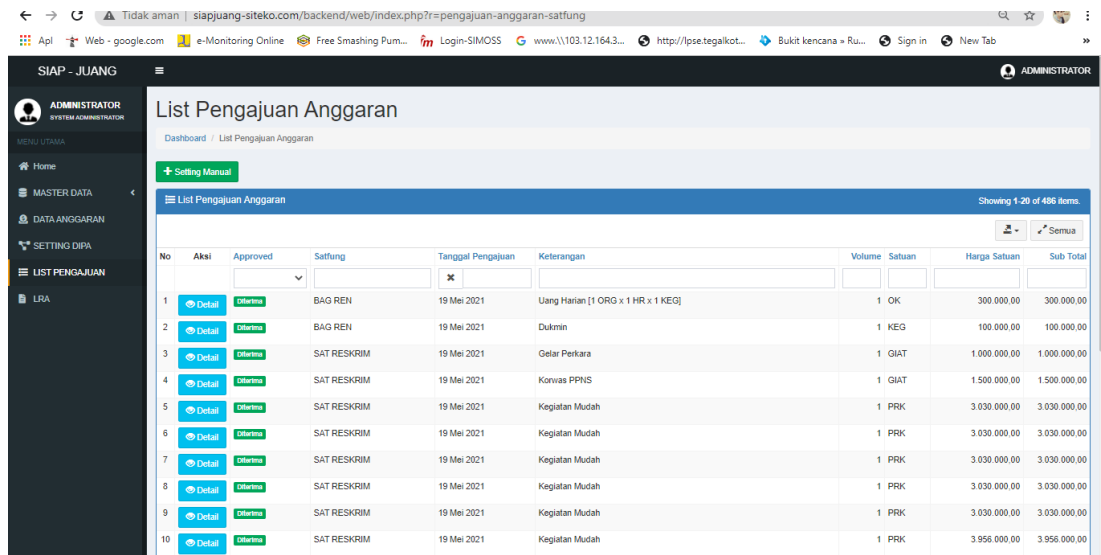 Tidak aman | siapjuang-siteko.com/backend/web/index.php?r=pengajuan-anggaran-satfung
Apl Web - google.com e-Monitoring Online Free Smashing Pum... Login-SIMOSS www.\\103.12.164.3... http://lpse.tegalkot... Bukit kencana » Ru... Sign in New Tab »
SIAP - JUANG ADMINISTRATOR
ADMINISTRATOR
SYSTEM ADMINISTRATOR
MENU UTAMA
Home
MASTER DATA
DATA ANGGARAN
SETTING DIPA
LIST PENGAJUAN
LRA
List Pengajuan Anggaran
Dashboard / List Pengajuan Anggaran
+ Setting Manual
List Pengajuan Anggaran Showing 1-20 of 486 items.
Semua
No Aksi Approved Satfung Tanggal Pengajuan Keterangan Volume Satuan Harga Satuan Sub Total
1 Detail Diterima BAG REN 19 Mei 2021 Uang Harian [1 ORG x 1 HR x 1 KEG] 1 OK 300.000,00 300.000,00
2 Detail Diterima BAG REN 19 Mei 2021 Dukmin 1 KEG 100.000,00 100.000,00
3 Detail Diterima SAT RESKRIM 19 Mei 2021 Gelar Perkara 1 GIAT 1.000.000,00 1.000.000,00
4 Detail Diterima SAT RESKRIM 19 Mei 2021 Korwas PPNS 1 GIAT 1.500.000,00 1.500.000,00
5 Detail Diterima SAT RESKRIM 19 Mei 2021 Kegiatan Mudah 1 PRK 3.030.000,00 3.030.000,00
6 Detail Diterima SAT RESKRIM 19 Mei 2021 Kegiatan Mudah 1 PRK 3.030.000,00 3.030.000,00
7 Detail Diterima SAT RESKRIM 19 Mei 2021 Kegiatan Mudah 1 PRK 3.030.000,00 3.030.000,00
8 Detail Diterima SAT RESKRIM 19 Mei 2021 Kegiatan Mudah 1 PRK 3.030.000,00 3.030.000,00
9 Detail Diterima SAT RESKRIM 19 Mei 2021 Kegiatan Mudah 1 PRK 3.030.000,00 3.030.000,00
10 Detail Diterima SAT RESKRIM 19 Mei 2021 Kegiatan Mudah 1 PRK 3.956.000,00 3.956.000,00